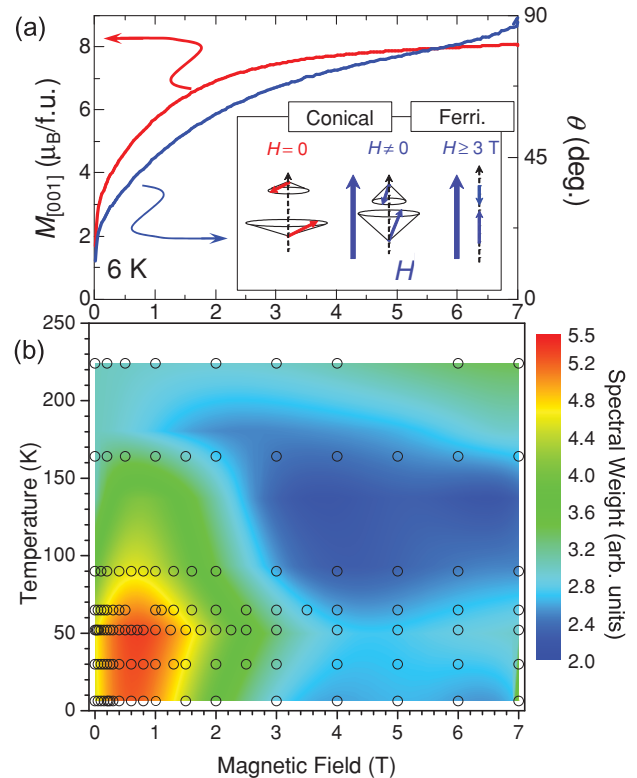 (a)
M[001] (μB/f.u.)
8
6
4
2
0
90
45
0
θ (deg.)
Conical
Ferri.
H = 0
H≠0
H≥ 3 T
H
6 K
0 1 2 3 4 5 6 7
(b)
Temperature (K)
250
200
150
100
50
0
0 1 2 3 4 5 6 7
Magnetic Field (T)
5.5
5.2
4.6
4.0
3.6
3.2
2.8
2.4
2.0
Spectral Weight (arb. units)